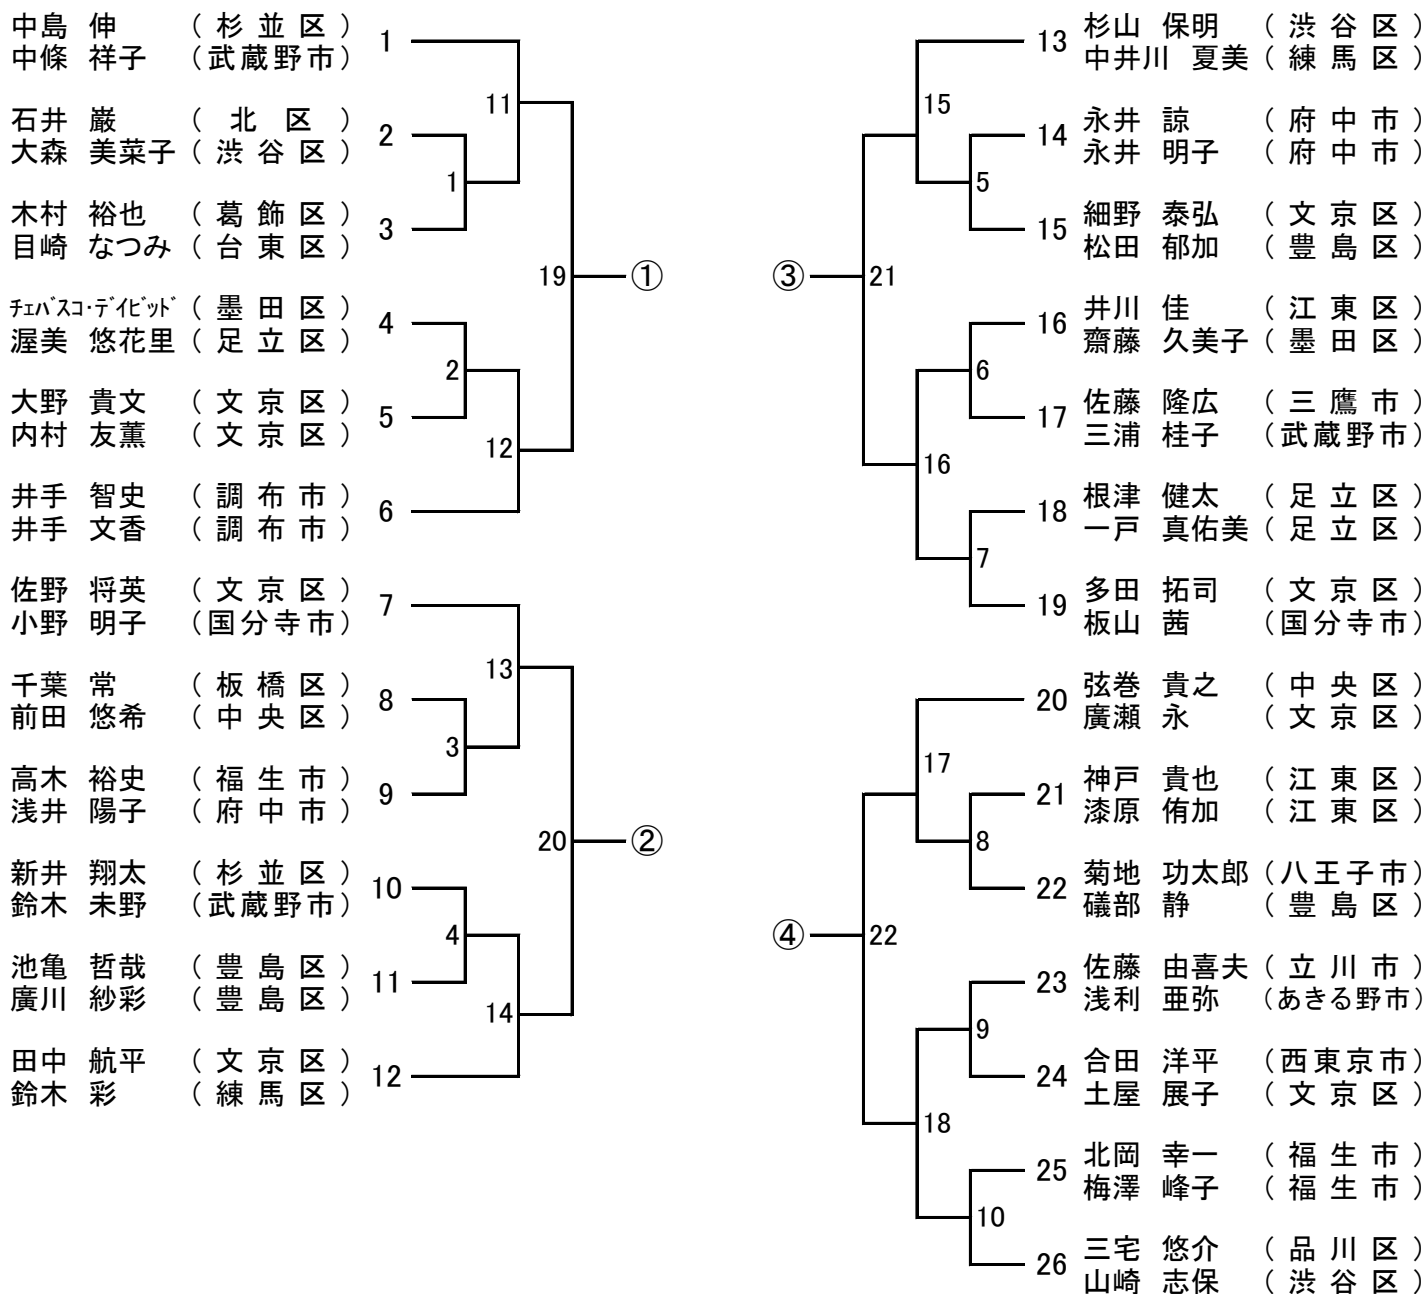 中島 伸 (杉並区) 1
中條 祥子 (武蔵野市)
石井 巌 (北区) 2
大森 美菜子 (渋谷区)
木村 裕也 (葛飾区) 3
目崎 なつみ (台東区)
ﾁｪﾊﾞｽｺ･ﾃﾞｲﾋﾞｯﾄﾞ (墨田区) 4
渥美 悠花里 (足立区)
大野 貴文 (文京区) 5
内村 友薫 (文京区)
井手 智史 (調布市) 6
井手 文香 (調布市)
佐野 将英 (文京区) 7
小野 明子 (国分寺市)
千葉 常 (板橋区) 8
前田 悠希 (中央区)
高木 裕史 (福生市) 9
浅井 陽子 (府中市)
新井 翔太 (杉並区) 10
鈴木 未野 (武蔵野市)
池亀 哲哉 (豊島区) 11
廣川 紗彩 (豊島区)
田中 航平 (文京区) 12
鈴木 彩 (練馬区)
11
1
19
①
2
12
13
3
20
②
4
14
13 杉山 保明 (渋谷区)
中井川 夏美 (練馬区)
14 永井 諒 (府中市)
永井 明子 (府中市)
15 細野 泰弘 (文京区)
松田 郁加 (豊島区)
16 井川 佳 (江東区)
齋藤 久美子 (墨田区)
17 佐藤 隆広 (三鷹市)
三浦 桂子 (武蔵野市)
18 根津 健太 (足立区)
一戸 真佑美 (足立区)
19 多田 拓司 (文京区)
板山 茜 (国分寺市)
20 弦巻 貴之 (中央区)
廣瀬 永 (文京区)
21 神戸 貴也 (江東区)
漆原 侑加 (江東区)
22 菊地 功太郎 (八王子市)
礒部 静 (豊島区)
23 佐藤 由喜夫 (立川市)
浅利 亜弥 (あきる野市)
24 合田 洋平 (西東京市)
土屋 展子 (文京区)
25 北岡 幸一 (福生市)
梅澤 峰子 (福生市)
26 三宅 悠介 (品川区)
山崎 志保 (渋谷区)
15
5
③
21
6
16
7
17
8
④
22
9
18
10